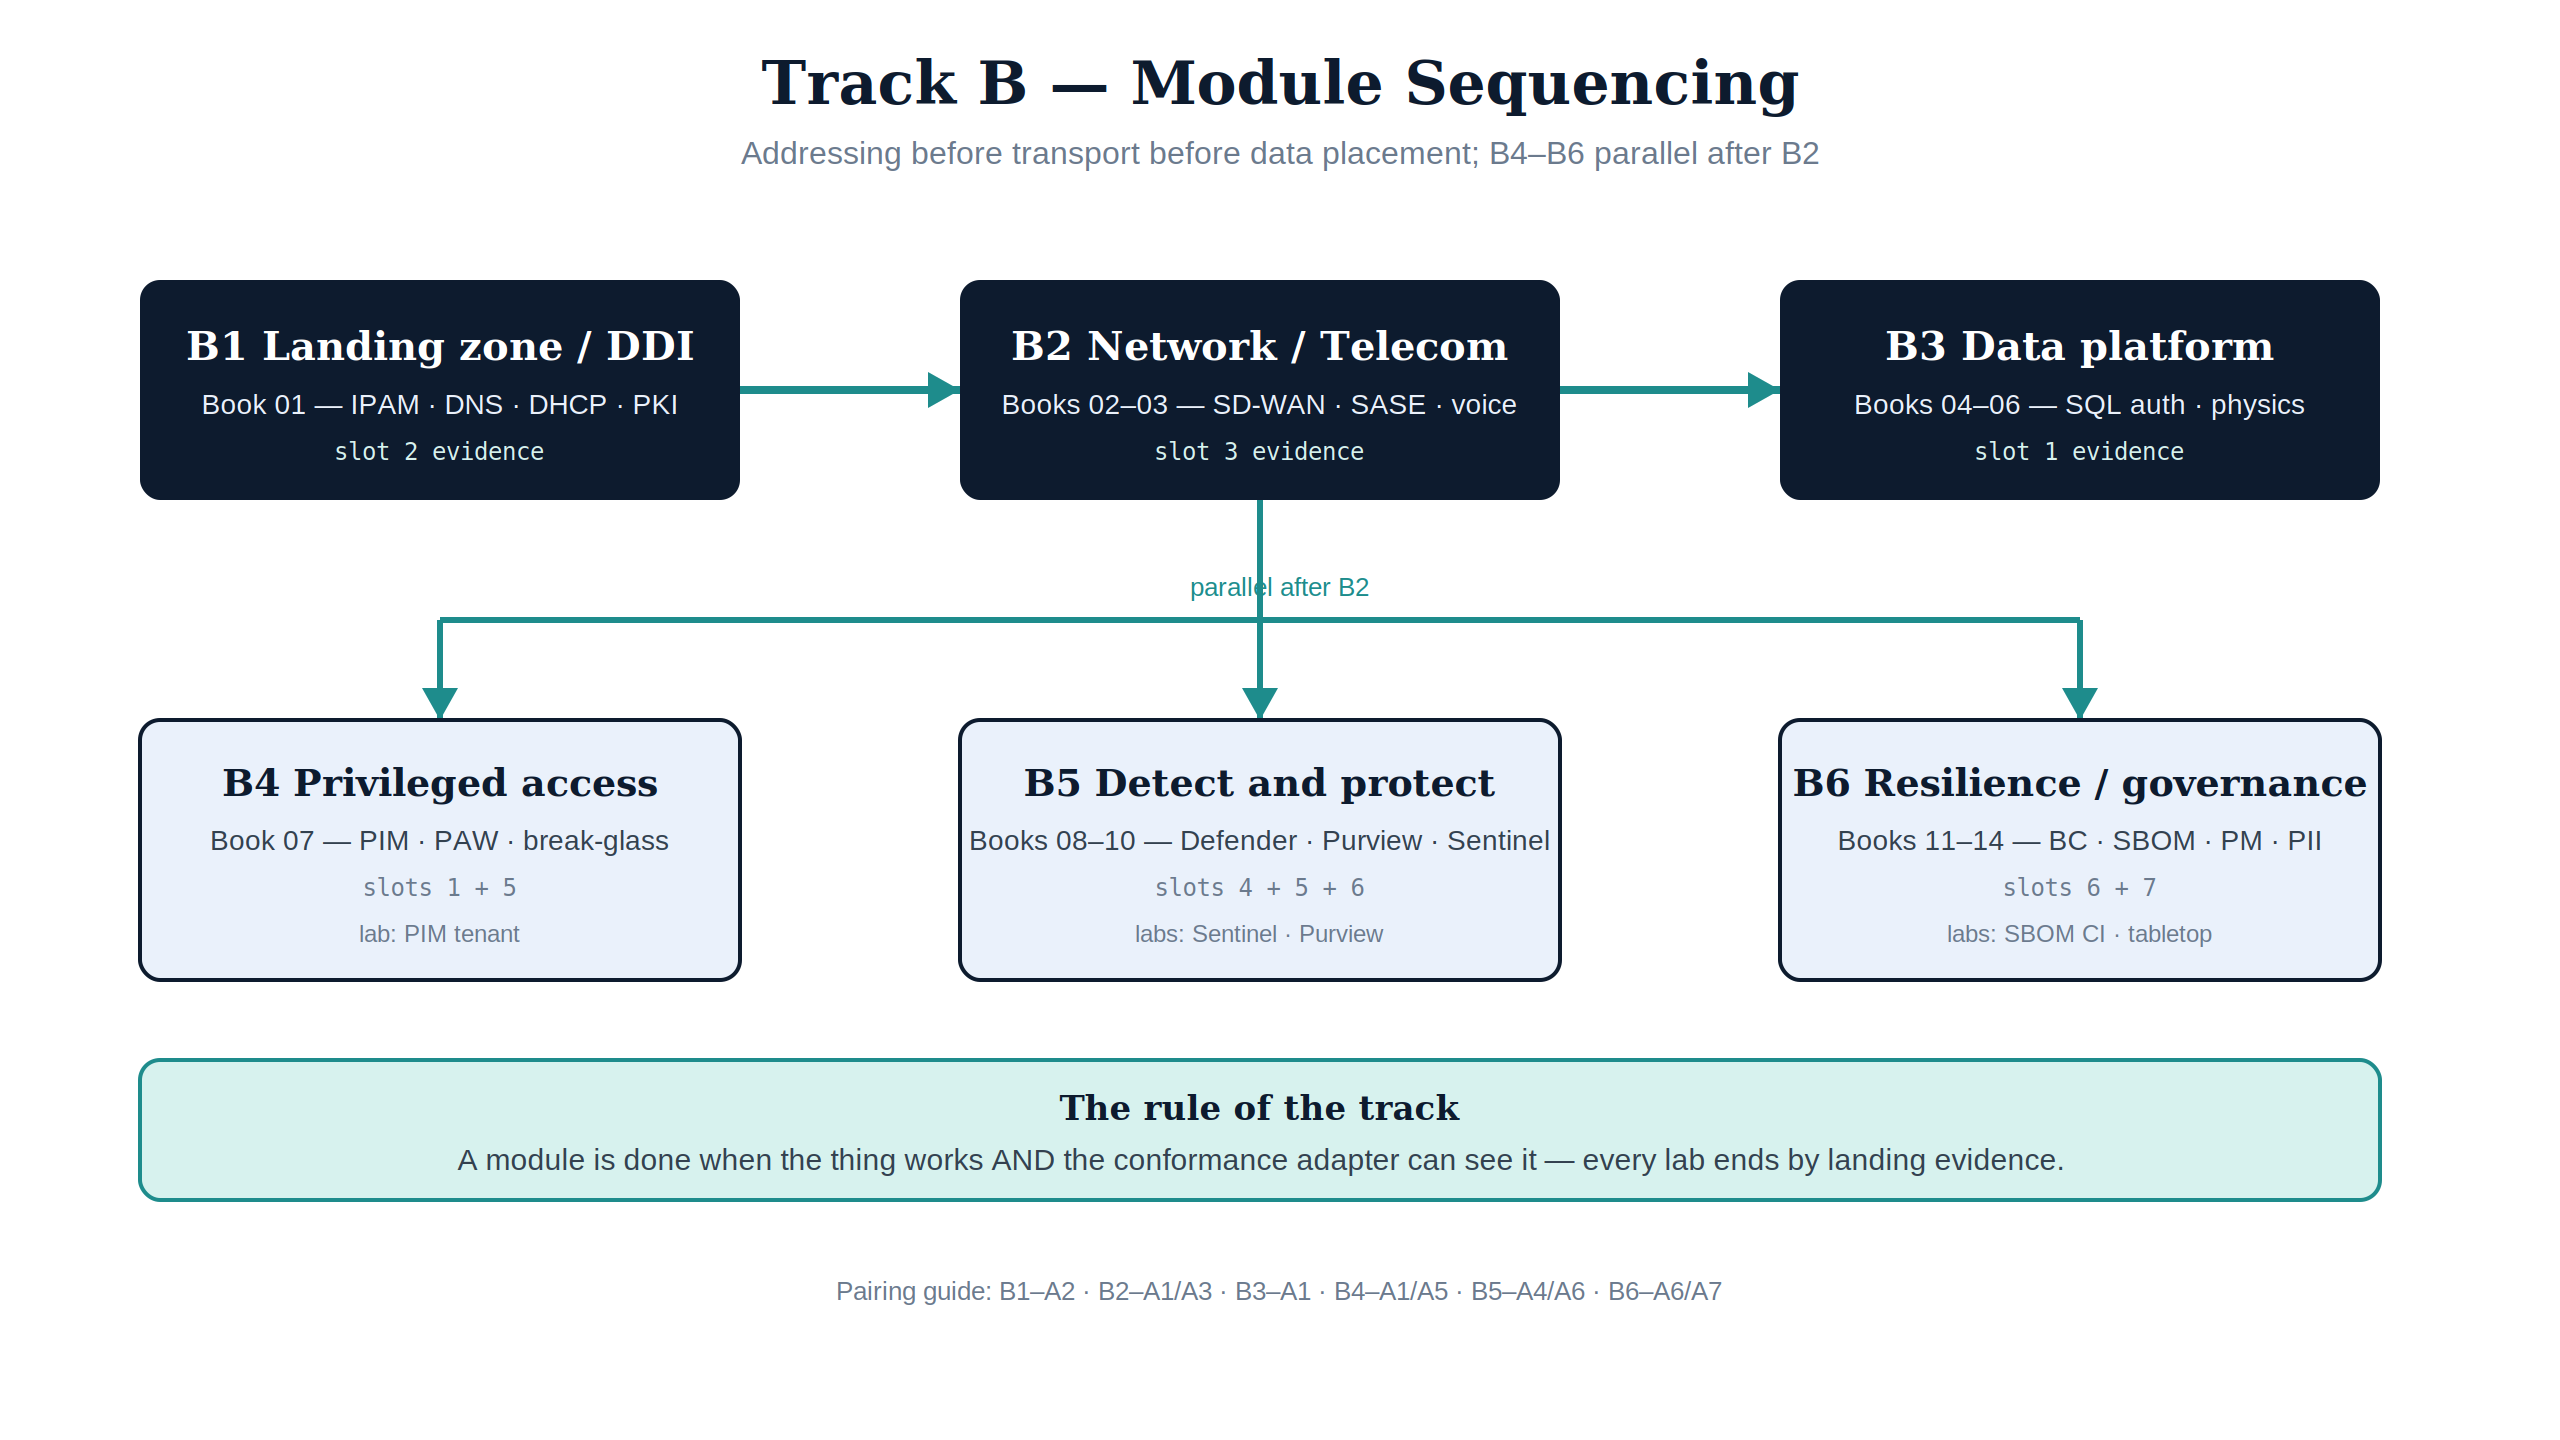 Track B — Module Sequencing
Addressing before transport before data placement; B4–B6 parallel after B2
B1 Landing zone / DDI
Book 01 — IPAM · DNS · DHCP · PKI
slot 2 evidence
B2 Network / Telecom
Books 02–03 — SD-WAN · SASE · voice
slot 3 evidence
B3 Data platform
Books 04–06 — SQL auth · physics
slot 1 evidence
parallel after B2
B4 Privileged access
Book 07 — PIM · PAW · break-glass
slots 1 + 5
lab: PIM tenant
B5 Detect and protect
Books 08–10 — Defender · Purview · Sentinel
slots 4 + 5 + 6
labs: Sentinel · Purview
B6 Resilience / governance
Books 11–14 — BC · SBOM · PM · PII
slots 6 + 7
labs: SBOM CI · tabletop
The rule of the track
A module is done when the thing works AND the conformance adapter can see it — every lab ends by landing evidence.
Pairing guide: B1–A2 · B2–A1/A3 · B3–A1 · B4–A1/A5 · B5–A4/A6 · B6–A6/A7